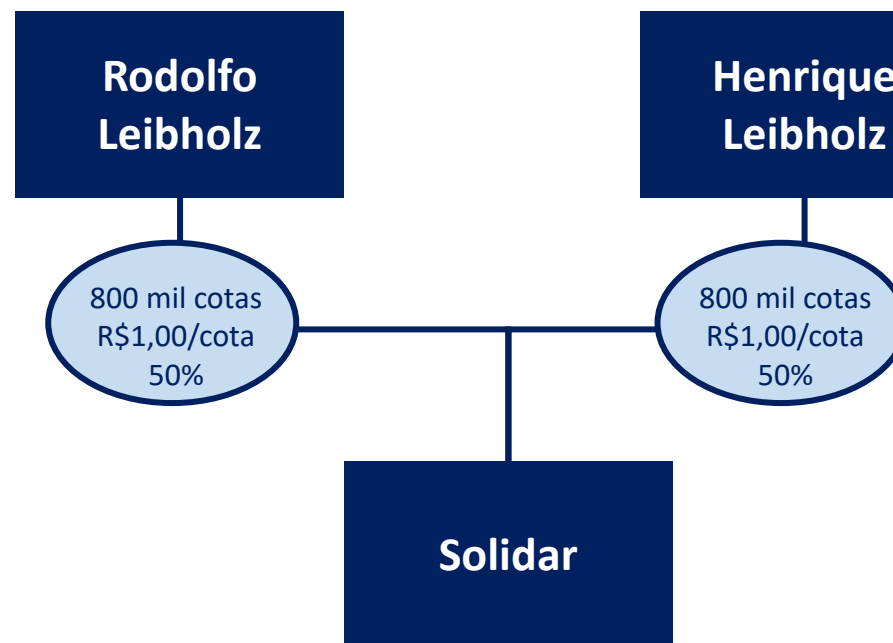 Rodolfo
Leibholz
Henrique
Leibholz
800 mil cotas
R$1,00/cota
50%
800 mil cotas
R$1,00/cota
50%
Solidar